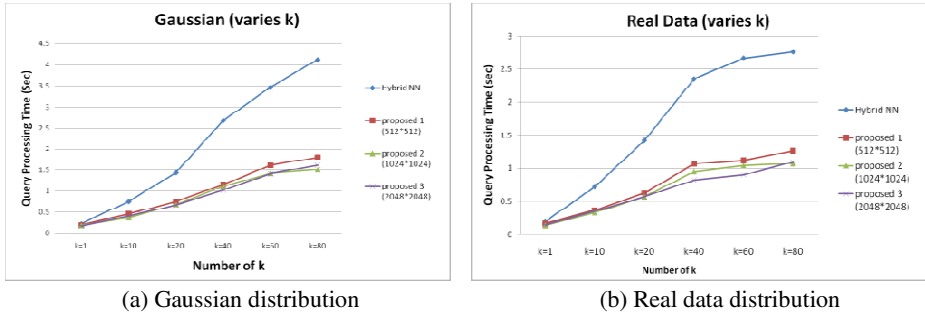 Gaussian (varies k)
Query Processing Time (Sec)
4.5
4
3.5
3
2.5
2
1.5
1
0.5
0
k=1 k=10 k=20 k=40 k=60 k=80
Number of k
Hybrid NN
proposed 1
(512*512)
proposed 2
(1024*1024)
proposed 3
(2048*2048)
(a) Gaussian distribution
Real Data (varies k)
Query Processing Time (sec)
3
2.5
2
1.5
1
0.5
0
k=1 k=10 k=20 k=40 k=60 k=80
Number of k
Hybrid NN
proposed 1
(512*512)
proposed 2
(1024*1024)
proposed 3
(2048*2048)
(b) Real data distribution